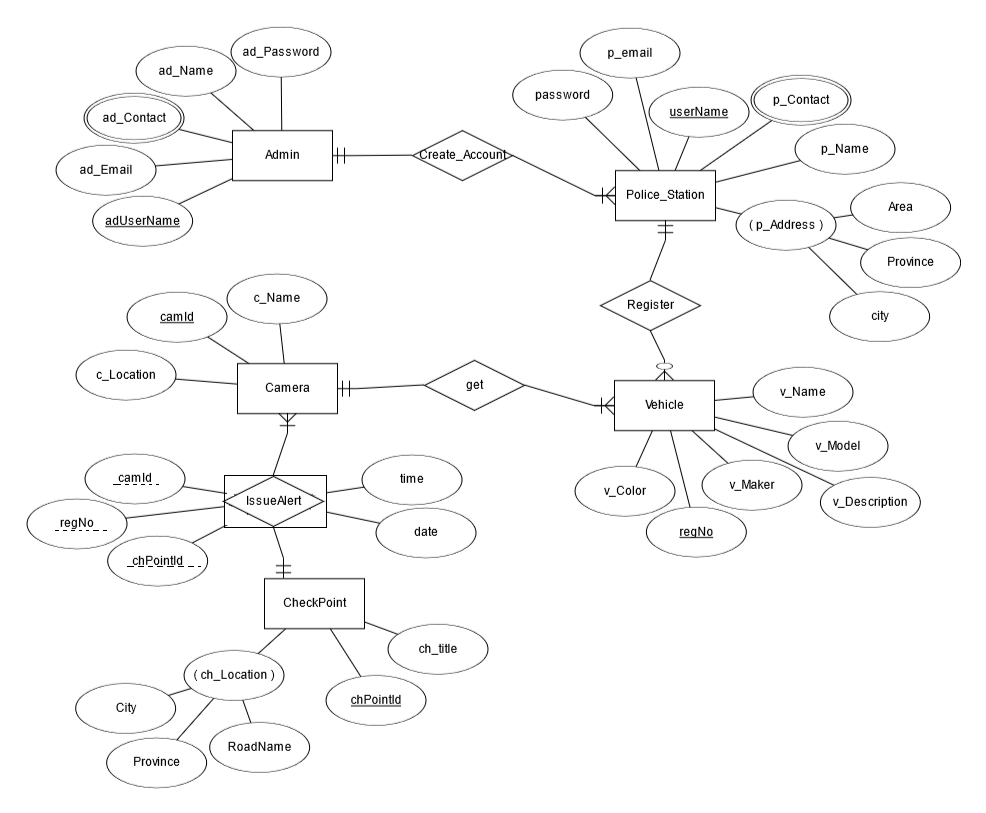 ad_Password
ad_Name
ad_Contact
ad_Email
adUserName
Admin
Create_Account
p_email
password
userName
p_Contact
p_Name
Police_Station
( p_Address )
Area
Province
city
Register
camId
c_Name
c_Location
Camera
get
Vehicle
v_Name
v_Model
v_Description
v_Maker
v_Color
regNo
camId
regNo
chPointId
IssueAlert
time
date
CheckPoint
ch_title
chPointId
( ch_Location )
City
Province
RoadName